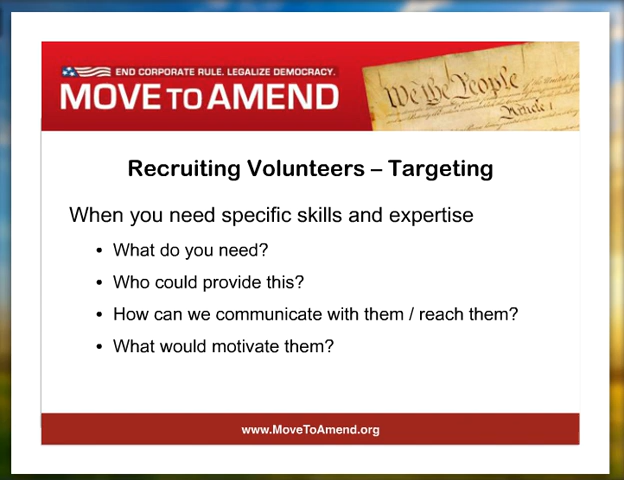 END CORPORATE RULE. LEGALIZE DEMOCRACY.
MOVE TO AMEND
We the People
Article 1
Recruiting Volunteers – Targeting
When you need specific skills and expertise
• What do you need?
• Who could provide this?
• How can we communicate with them / reach them?
• What would motivate them?
www.MoveToAmend.org